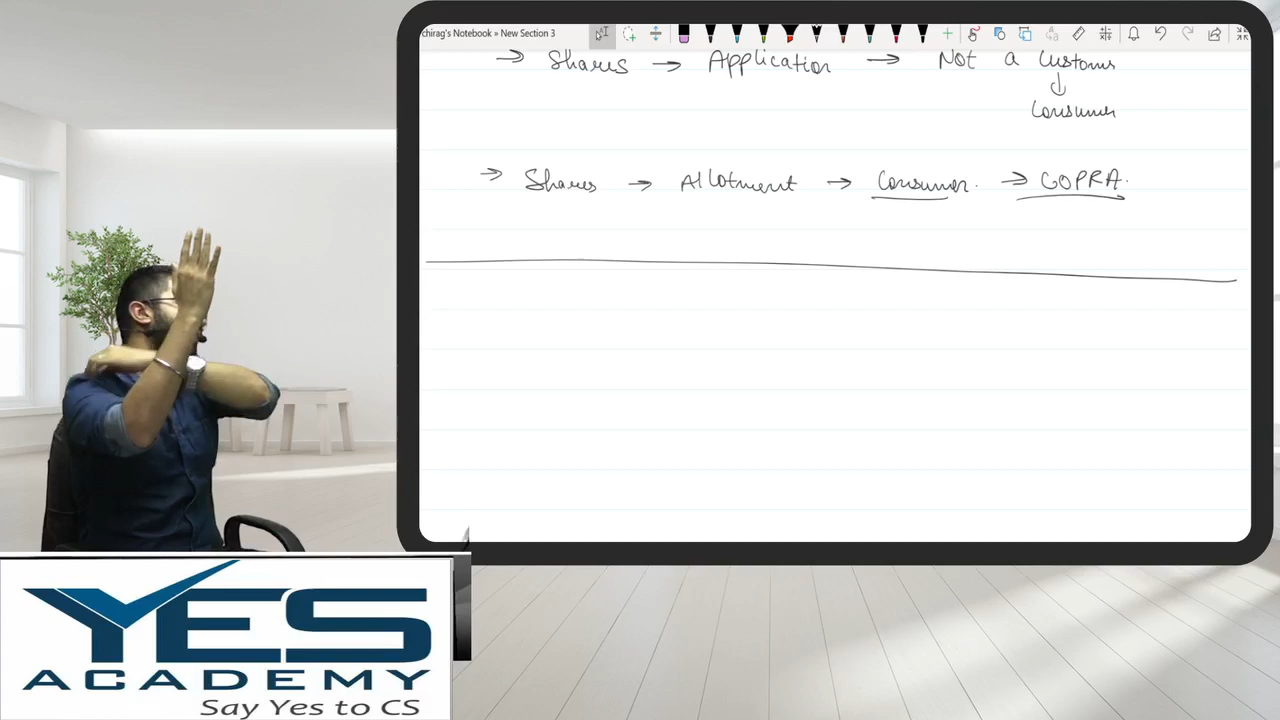 chirag's Notebook » New Section 3
→ Shares → Application → Not a Customer
↓
Consumer
→ Shares → Allotment → Consumer. → COPRA.
YES
ACADEMY
Say Yes to CS